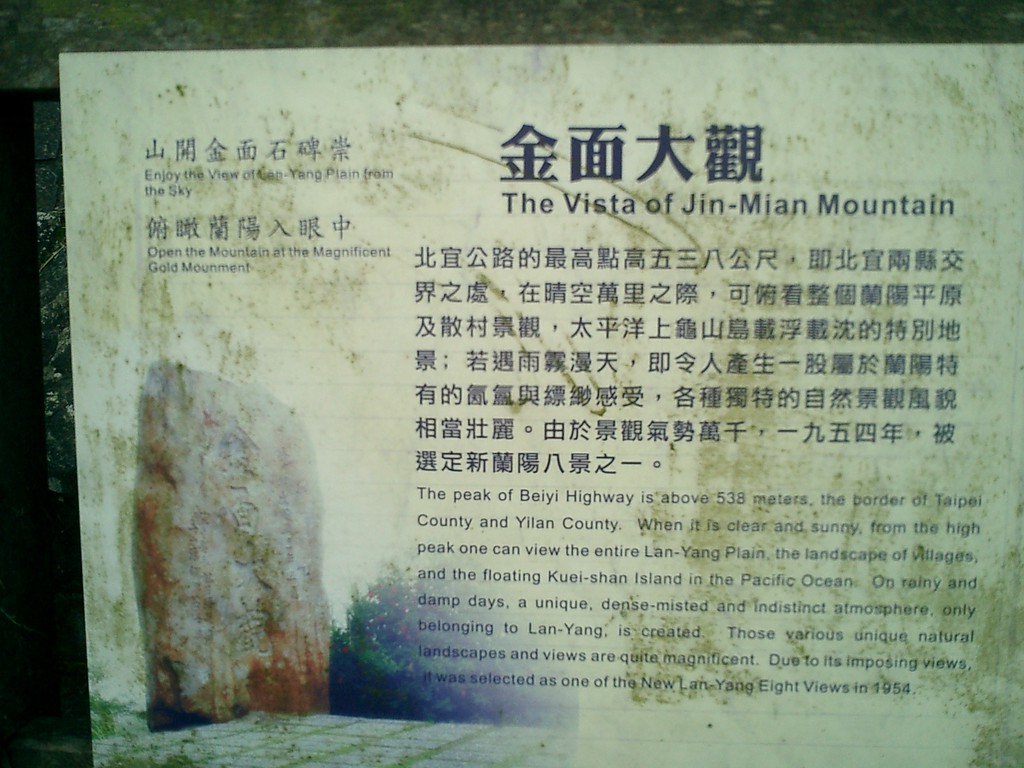 山開金面石碑崇
Enjoy the View of Lan-Yang Plain from
the Sky
俯瞰蘭陽入眼中
Open the Mountain at the Magnificent
Gold Mounment
金面大觀
The Vista of Jin-Mian Mountain
北宜公路的最高點高五三八公尺，即北宜兩縣交
界之處，在晴空萬里之際，可俯看整個蘭陽平原
及散村景觀，太平洋上龜山島載浮載沈的特別地
景；若遇雨霧漫天，即令人產生一股屬於蘭陽特
有的氤氳與縹緲感受，各種獨特的自然景觀風貌
相當壯麗。由於景觀氣勢萬千，一九五四年，被
選定新蘭陽八景之一。
The peak of Beiyi Highway is above 538 meters, the border of Taipei
County and Yilan County. When it is clear and sunny, from the high
peak one can view the entire Lan-Yang Plain, the landscape of villages,
and the floating Kuei-shan Island in the Pacific Ocean. On rainy and
damp days, a unique, dense-misted and indistinct atmosphere, only
belonging to Lan-Yang, is created. Those various unique natural
landscapes and views are quite magnificent. Due to its imposing views,
it was selected as one of the New Lan-Yang Eight Views in 1954.
金面大觀